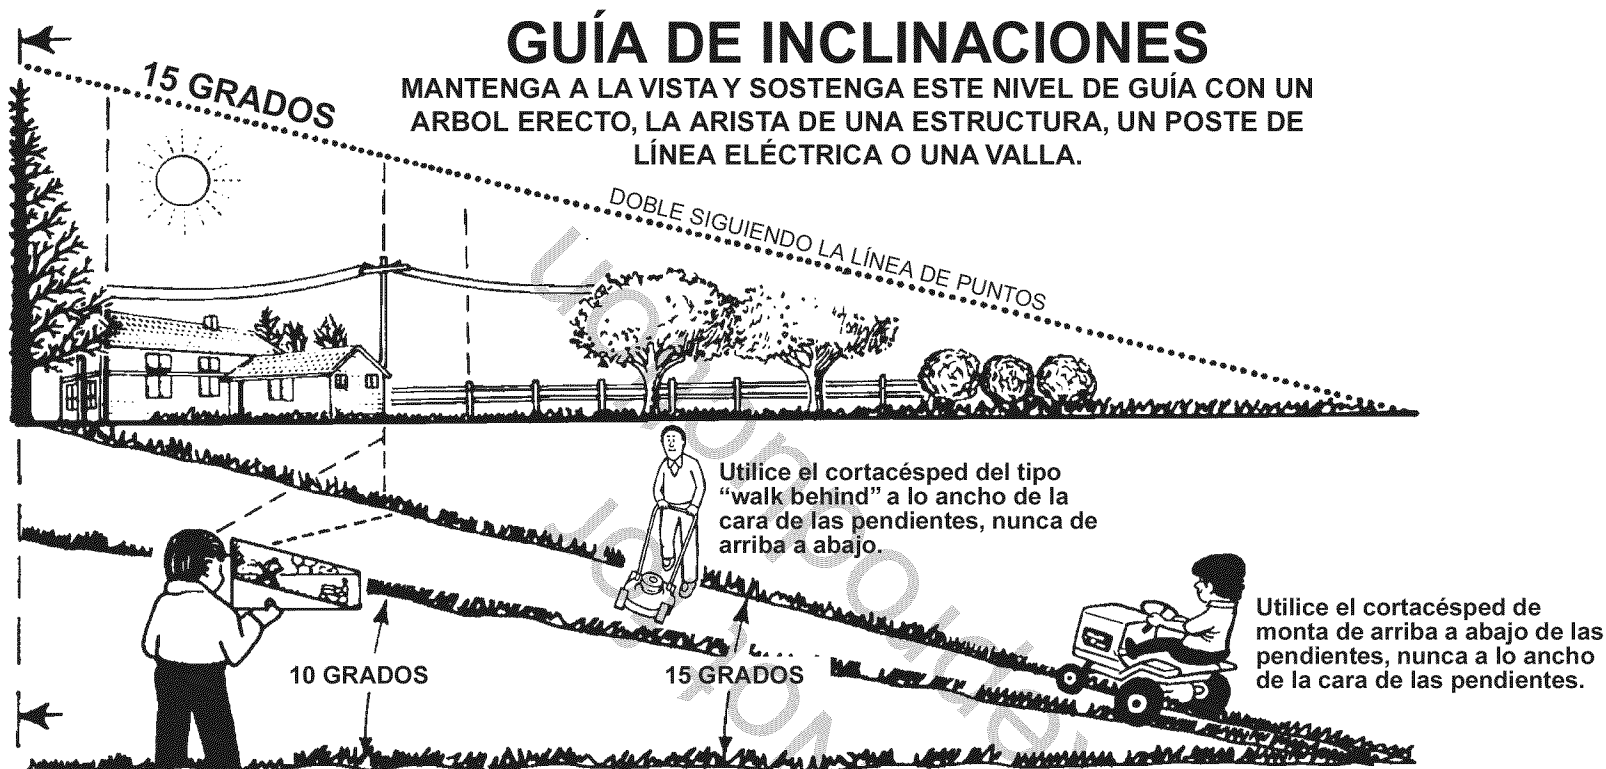 GUÍA DE INCLINACIONES
MANTENGA A LA VISTA Y SOSTENGA ESTE NIVEL DE GUÍA CON UN
ARBOL ERECTO, LA ARISTA DE UNA ESTRUCTURA, UN POSTE DE
LÍNEA ELÉCTRICA O UNA VALLA.
15 GRADOS
DOBLE SIGUIENDO LA LÍNEA DE PUNTOS
Utilice el cortacésped del tipo
“walk behind” a lo ancho de la
cara de las pendientes, nunca de
arriba a abajo.
Utilice el cortacésped de
monta de arriba a abajo de las
pendientes, nunca a lo ancho
de la cara de las pendientes.
10 GRADOS
15 GRADOS